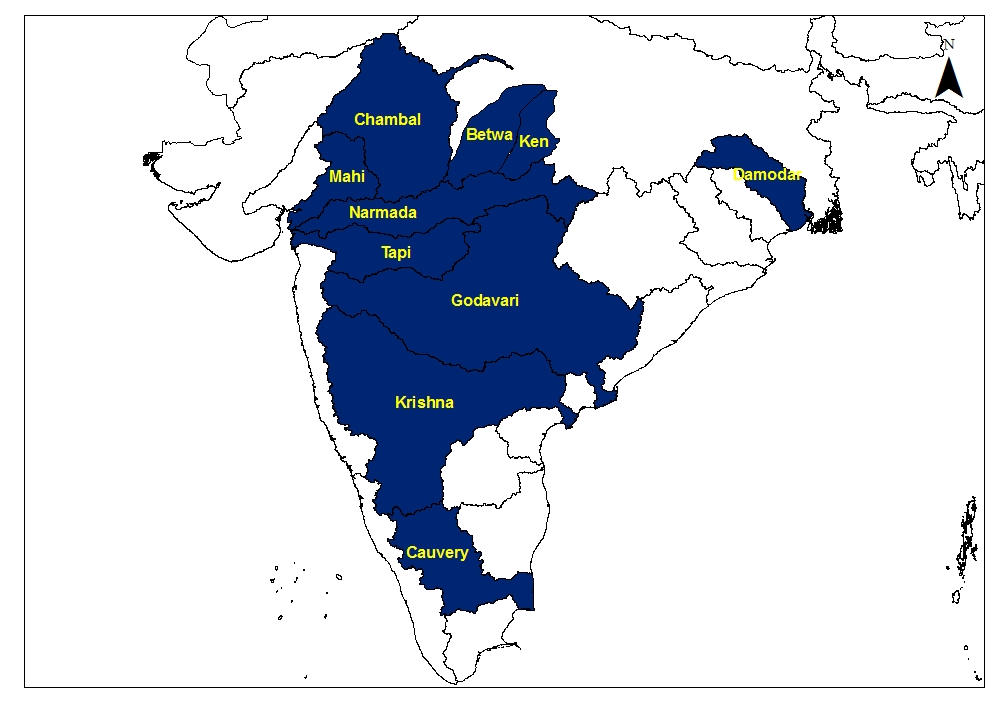 N
Chambal
Betwa
Ken
Mahi
Damodar
Narmada
Tapi
Godavari
Krishna
Cauvery